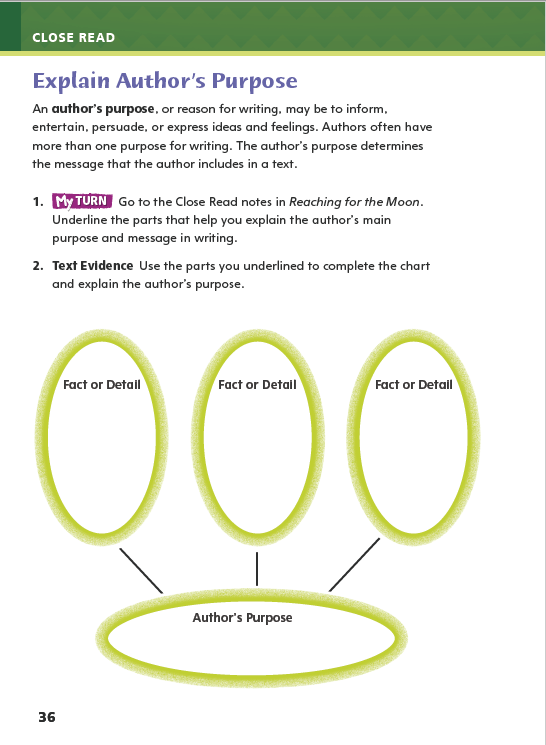 CLOSE READ
Explain Author's Purpose
An author's purpose, or reason for writing, may be to inform,
entertain, persuade, or express ideas and feelings. Authors often have
more than one purpose for writing. The author's purpose determines
the message that the author includes in a text.
1. My TURN Go to the Close Read notes in Reaching for the Moon.
Underline the parts that help you explain the author's main
purpose and message in writing.
2. Text Evidence Use the parts you underlined to complete the chart
and explain the author's purpose.
Fact or Detail
Fact or Detail
Fact or Detail
Author's Purpose
36